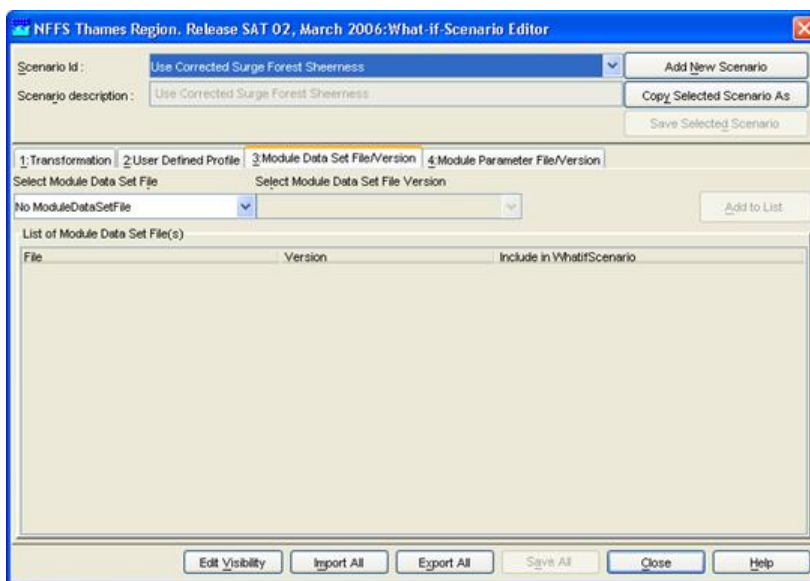 NFFS Thames Region. Release SAT 02, March 2006:What-if-Scenario Editor
Scenario Id : Use Corrected Surge Forest Sheerness Add New Scenario
Scenario description : Use Corrected Surge Forest Sheerness Copy Selected Scenario As
Save Selected Scenario
1:Transformation 2:User Defined Profile 3:Module Data Set File/Version 4:Module Parameter File/Version
Select Module Data Set File Select Module Data Set File Version
No ModuleDataSetFile Add to List
List of Module Data Set File(s)
File Version Include in WhatifScenario
Edit Visibility Import All Export All Save All Close Help